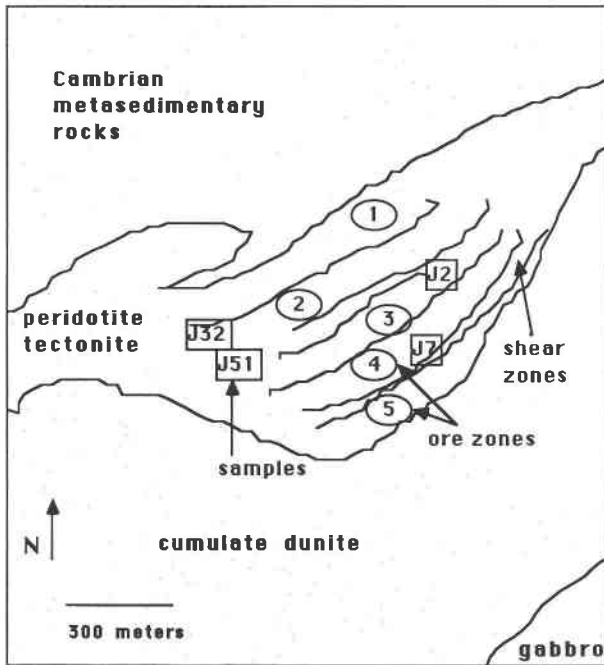 Cambrian
metasedimentary
rocks
1
J2
2
3
J32
peridotite
tectonite
J51
J7
4
shear
zones
5
ore zones
samples
N
cumulate dunite
300 meters
gabbro